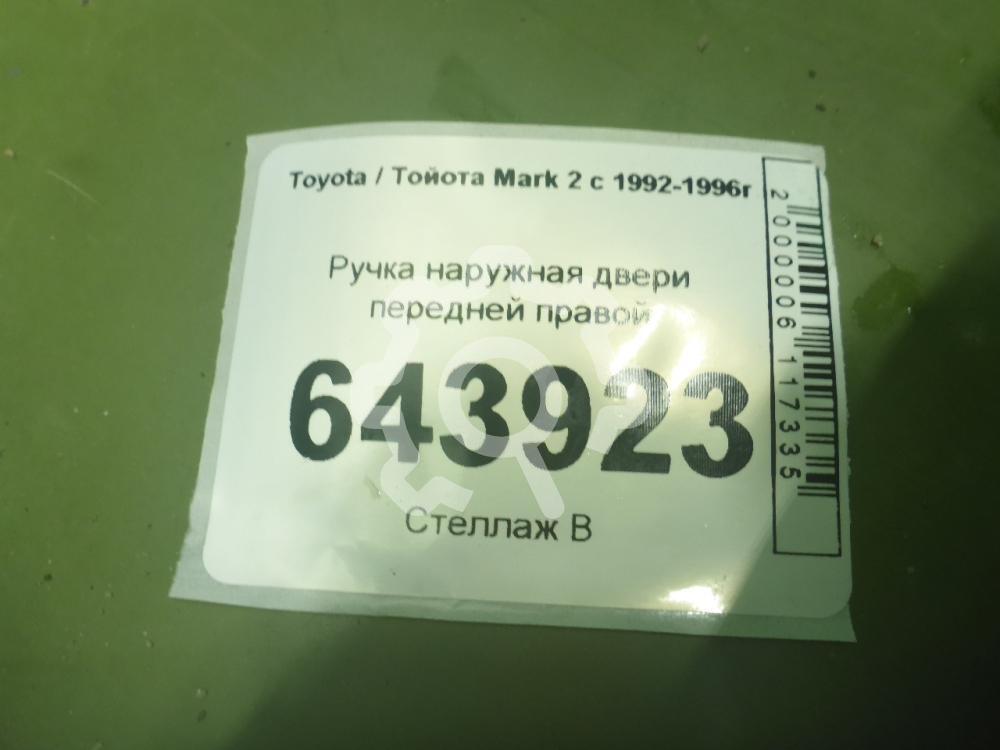 Toyota / Тойота Mark 2 с 1992-1996г
Ручка наружная двери
передней правой
643923
Стеллаж В
2000006117335